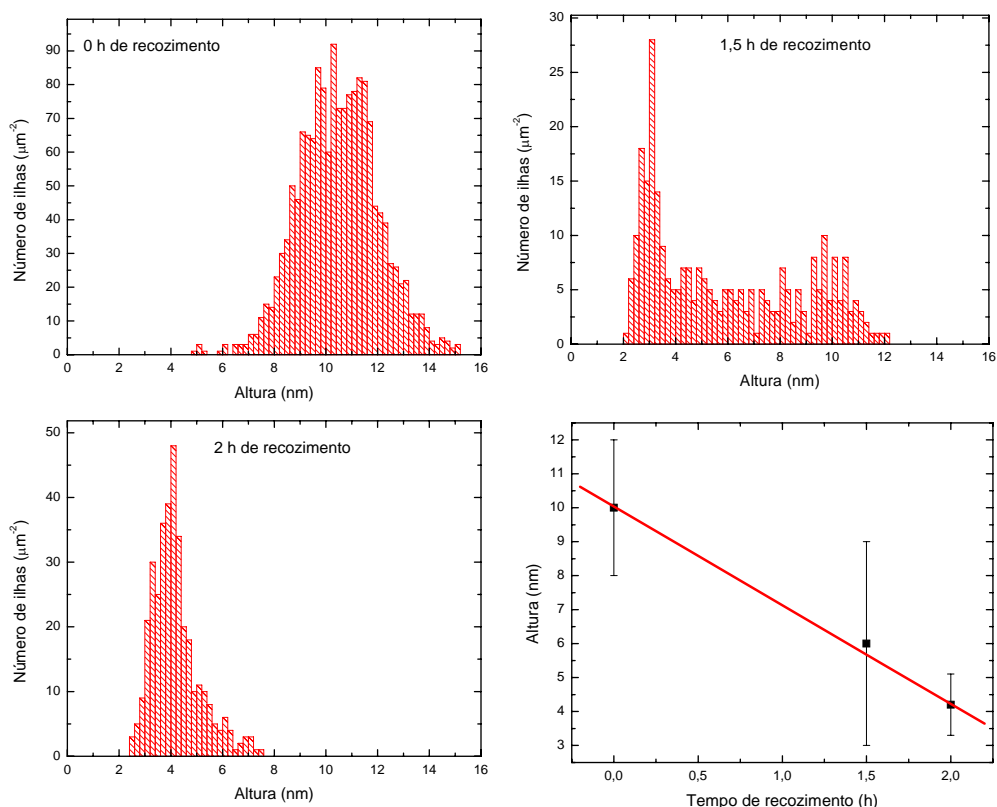 0 h de recozimento
90
80
70
60
50
40
30
20
10
0
Número de ilhas (µm-2)
0 2 4 6 8 10 12 14 16
Altura (nm)
1,5 h de recozimento
30
25
20
15
10
5
0
Número de ilhas (µm-2)
0 2 4 6 8 10 12 14 16
Altura (nm)
2 h de recozimento
50
40
30
20
10
0
Número de ilhas (µm-2)
0 2 4 6 8 10 12 14 16
Altura (nm)
12
11
10
9
8
7
6
5
4
3
Altura (nm)
0,0 0,5 1,0 1,5 2,0
Tempo de recozimento (h)